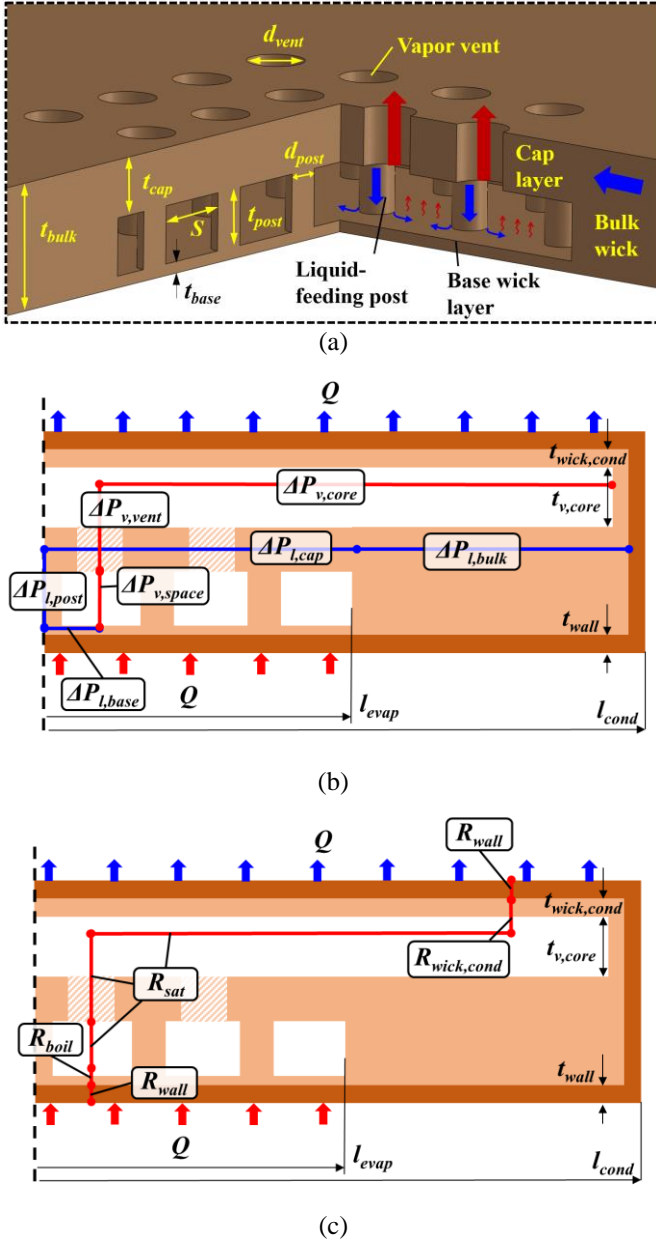 d_vent
Vapor vent
d_post
t_cap
Cap
layer
t_bulk
S
t_post
Bulk
wick
Liquid-
feeding post
Base wick
layer
t_base
(a)
Q
t_wick,cond
ΔP_v,core
t_v,core
ΔP_v,vent
ΔP_l,cap
ΔP_l,bulk
ΔP_l,post
ΔP_v,space
t_wall
ΔP_l,base
Q
l_evap
l_cond
(b)
R_wall
Q
t_wick,cond
R_wick,cond
t_v,core
R_sat
R_boil
R_wall
t_wall
Q
l_evap
l_cond
(c)